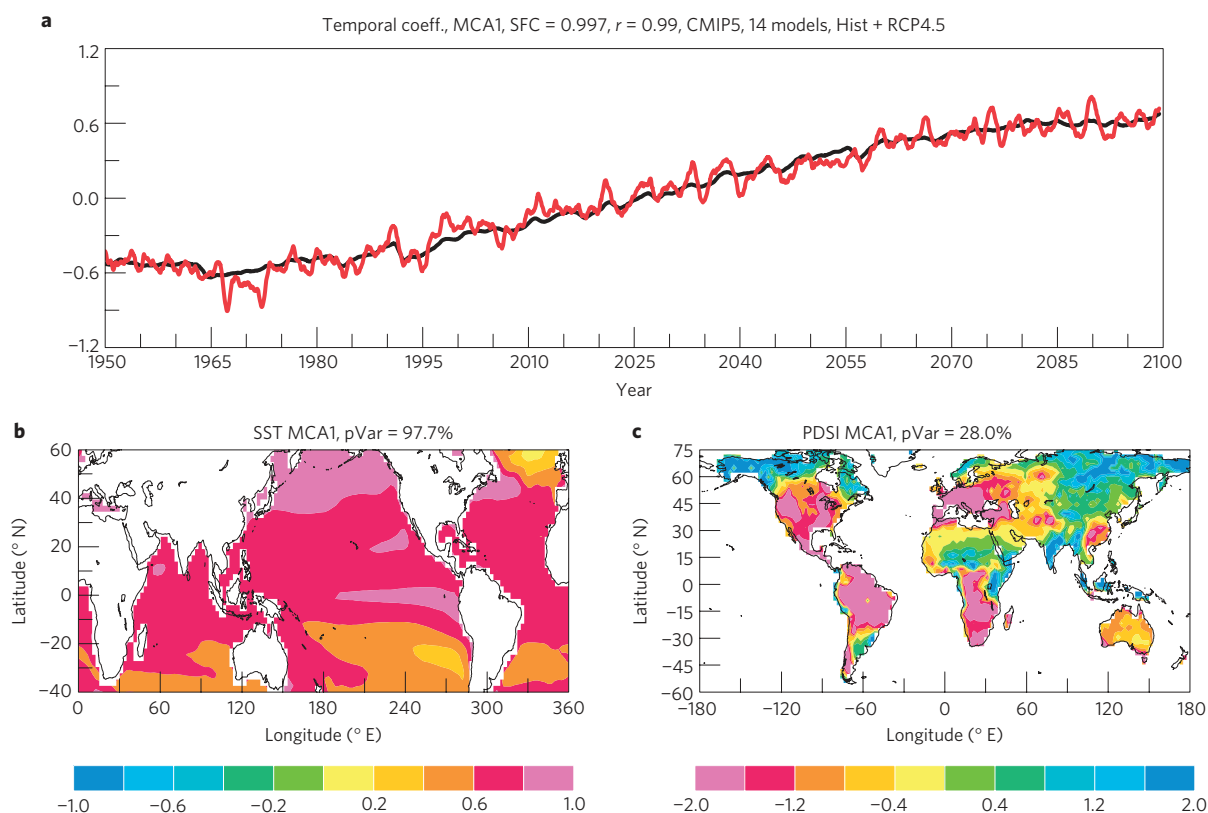 a
Temporal coeff., MCA1, SFC = 0.997, r = 0.99, CMIP5, 14 models, Hist + RCP4.5
1.2
0.6
0.0
−0.6
−1.2
1950 1965 1980 1995 2010 2025 2040 2055 2070 2085 2100
Year
b
SST MCA1, pVar = 97.7%
Latitude (° N)
60
40
20
0
−20
−40
0 60 120 180 240 300 360
Longitude (° E)
-1.0 -0.6 -0.2 0.2 0.6 1.0
c
PDSI MCA1, pVar = 28.0%
Latitude (° N)
75
60
45
30
15
0
−15
−30
−45
−60
−180 −120 −60 0 60 120 180
Longitude (° E)
-2.0 -1.2 -0.4 0.4 1.2 2.0